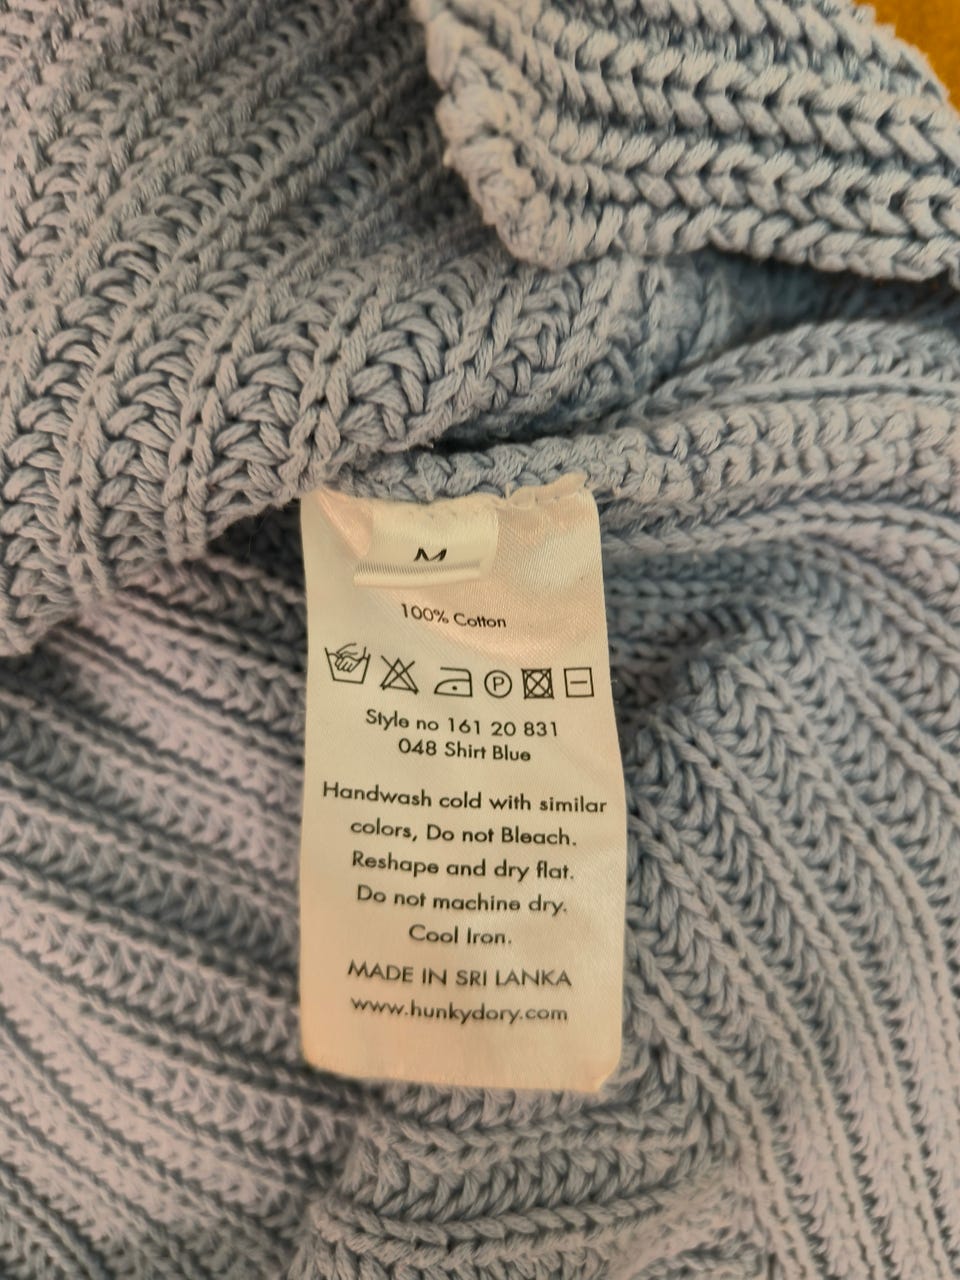 M
100% Cotton
P
Style no 161 20 831
048 Shirt Blue
Handwash cold with similar
colors, Do not Bleach.
Reshape and dry flat.
Do not machine dry.
Cool Iron.
MADE IN SRI LANKA
www.hunkydory.com